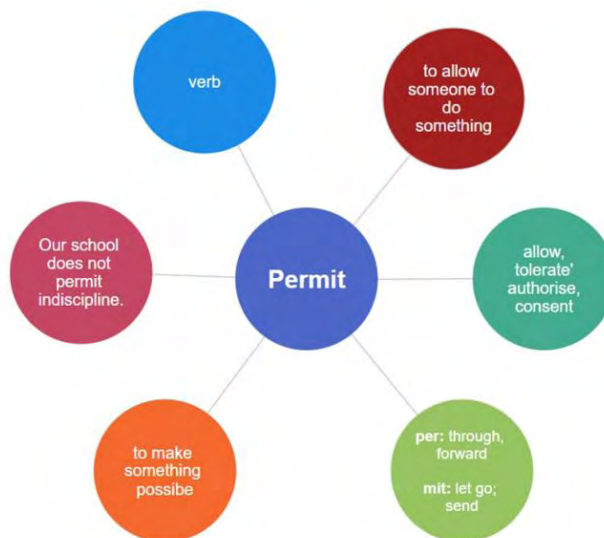 verb
to allow
someone to
do
something
Our school
does not
permit
indiscipline.
Permit
allow,
tolerate'
authorise,
consent
to make
something
possibe
per: through,
forward
mit: let go;
send